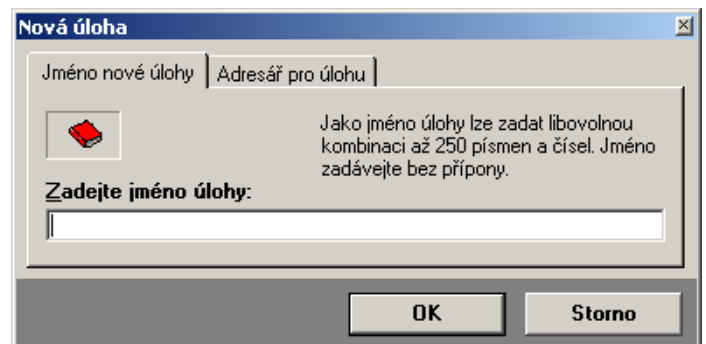 Nová úloha
Jméno nové úlohy
Adresář pro úlohu
Jako jméno úlohy lze zadat libovolnou
kombinaci až 250 písmen a čísel. Jméno
zadávejte bez přípony.
Zadejte jméno úlohy:
OK
Storno